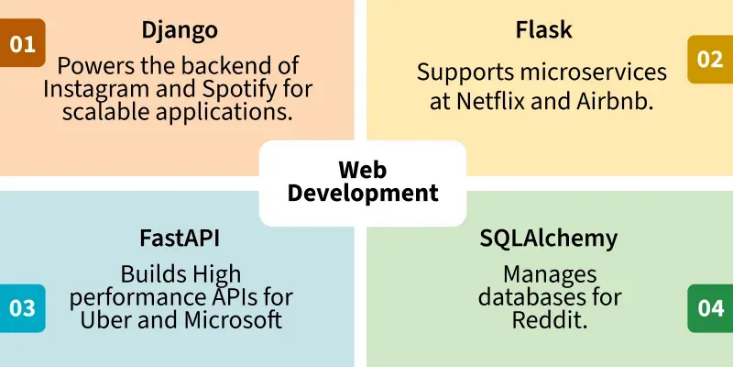 01
Django
Powers the backend of
Instagram and Spotify for
scalable applications.
Flask
Supports microservices
at Netflix and Airbnb.
02
Web
Development
FastAPI
Builds High
performance APIs for
Uber and Microsoft
03
SQLAlchemy
Manages
databases for
Reddit.
04